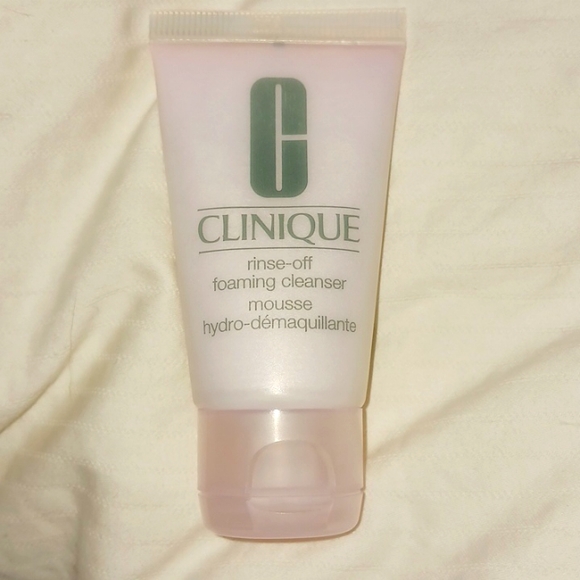 C
CLINIQUE
rinse-off
foaming cleanser
mousse
hydro-démaquillante